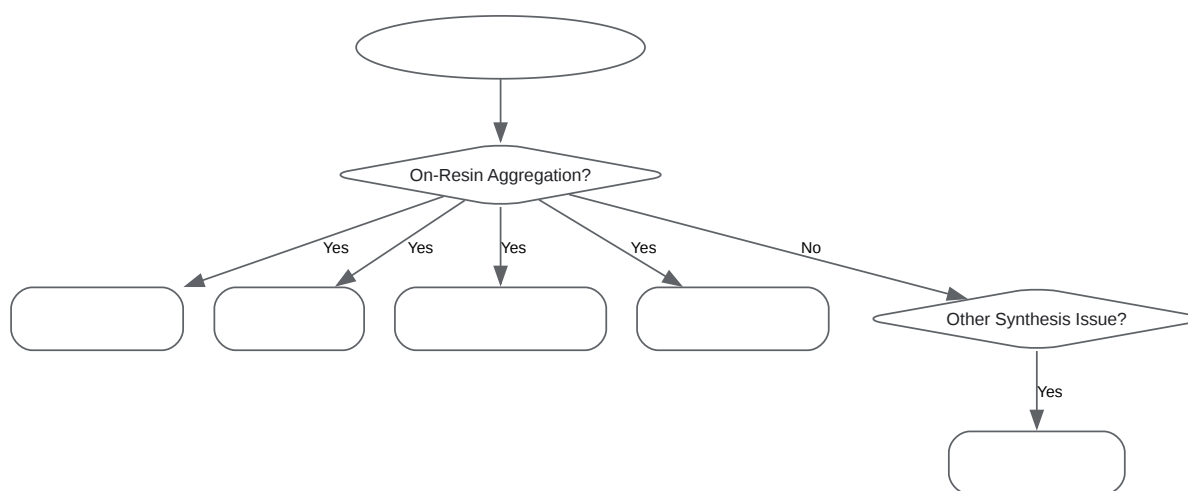 On-Resin Aggregation?
Yes
Yes
Yes
Yes
No
Other Synthesis Issue?
Yes